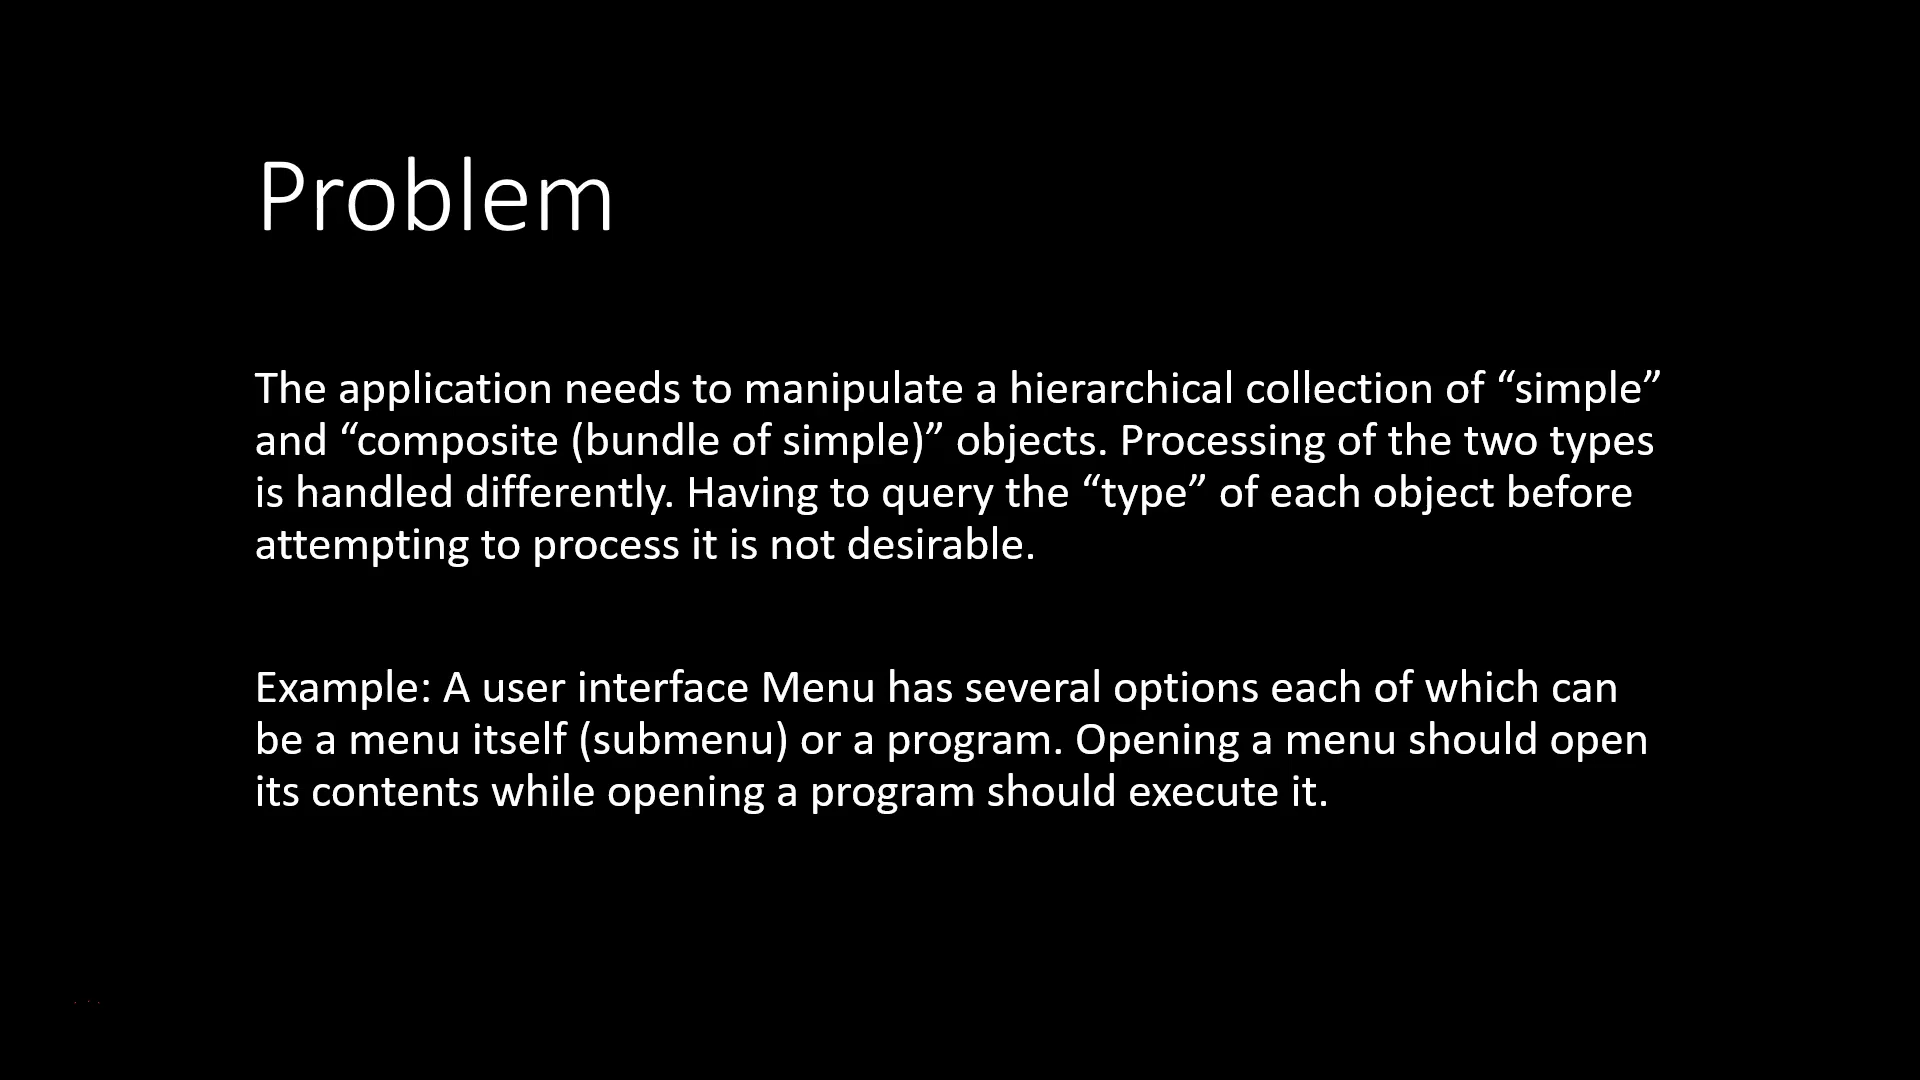 Problem
The application needs to manipulate a hierarchical collection of “simple”
and “composite (bundle of simple)” objects. Processing of the two types
is handled differently. Having to query the “type” of each object before
attempting to process it is not desirable.
Example: A user interface Menu has several options each of which can
be a menu itself (submenu) or a program. Opening a menu should open
its contents while opening a program should execute it.